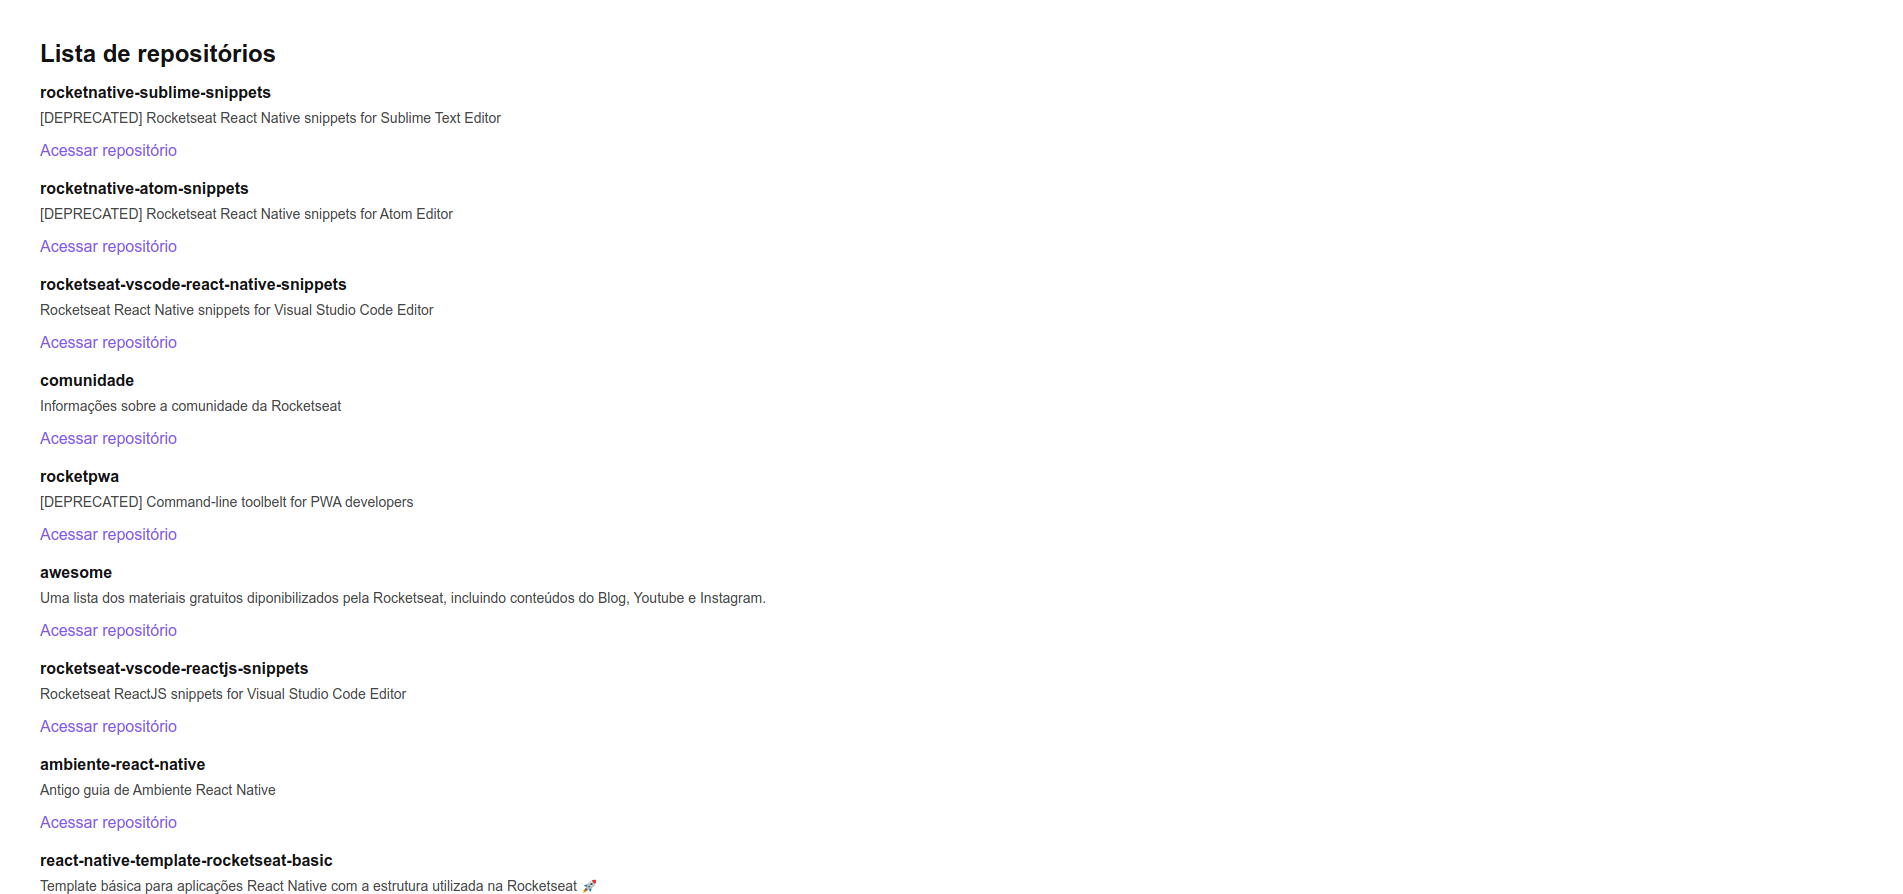 Lista de repositórios
rocketnative-sublime-snippets
[DEPRECATED] Rocketseat React Native snippets for Sublime Text Editor
Acessar repositório
rocketnative-atom-snippets
[DEPRECATED] Rocketseat React Native snippets for Atom Editor
Acessar repositório
rocketseat-vscode-react-native-snippets
Rocketseat React Native snippets for Visual Studio Code Editor
Acessar repositório
comunidade
Informações sobre a comunidade da Rocketseat
Acessar repositório
rocketpwa
[DEPRECATED] Command-line toolbelt for PWA developers
Acessar repositório
awesome
Uma lista dos materiais gratuitos diponibilizados pela Rocketseat, incluindo conteúdos do Blog, Youtube e Instagram.
Acessar repositório
rocketseat-vscode-reactjs-snippets
Rocketseat ReactJS snippets for Visual Studio Code Editor
Acessar repositório
ambiente-react-native
Antigo guia de Ambiente React Native
Acessar repositório
react-native-template-rocketseat-basic
Template básica para aplicações React Native com a estrutura utilizada na Rocketseat 🚀